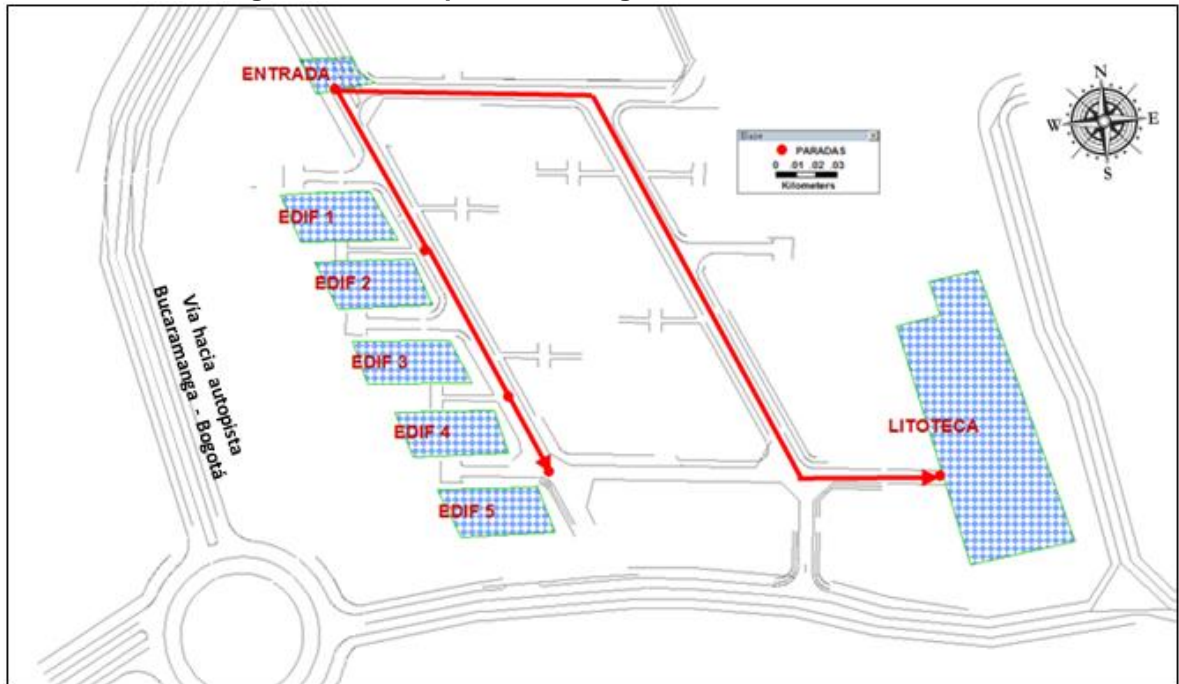 ENTRADA
N
W
E
S
Base
PARADAS
0 .01 .02 .03
Kilometers
EDIF 1
EDIF 2
EDIF 3
EDIF 4
EDIF 5
Vía hacia autopista
Bucaramanga - Bogotá
LITOTECA